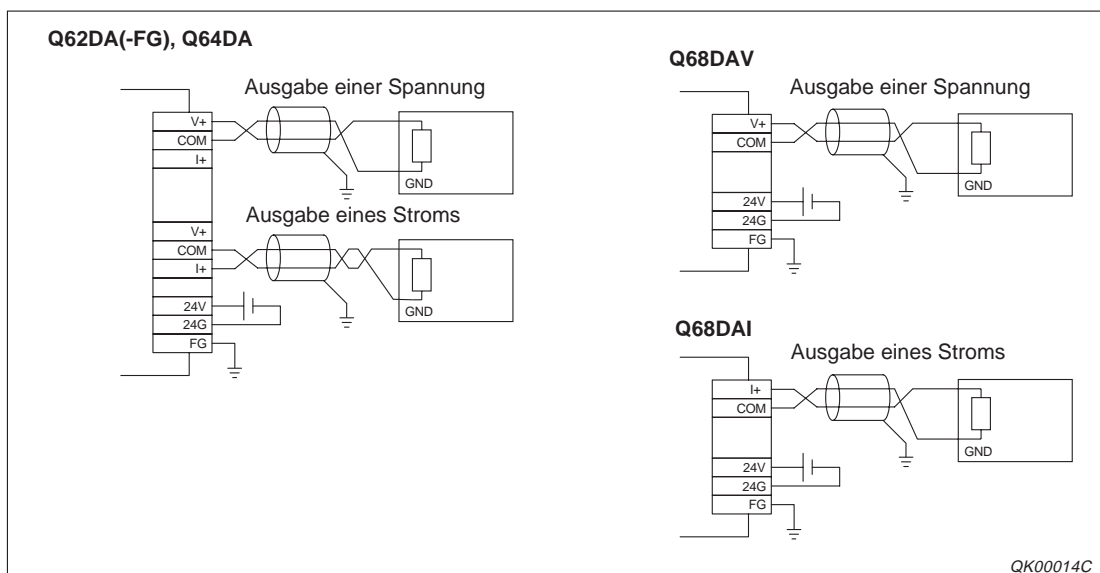 Q62DA(-FG), Q64DA
Ausgabe einer Spannung
V+
COM
I+
GND
Ausgabe eines Stroms
V+
COM
I+
GND
24V
24G
FG
Q68DAV
Ausgabe einer Spannung
V+
COM
GND
24V
24G
FG
Q68DAI
Ausgabe eines Stroms
I+
COM
GND
24V
24G
FG
QK00014C